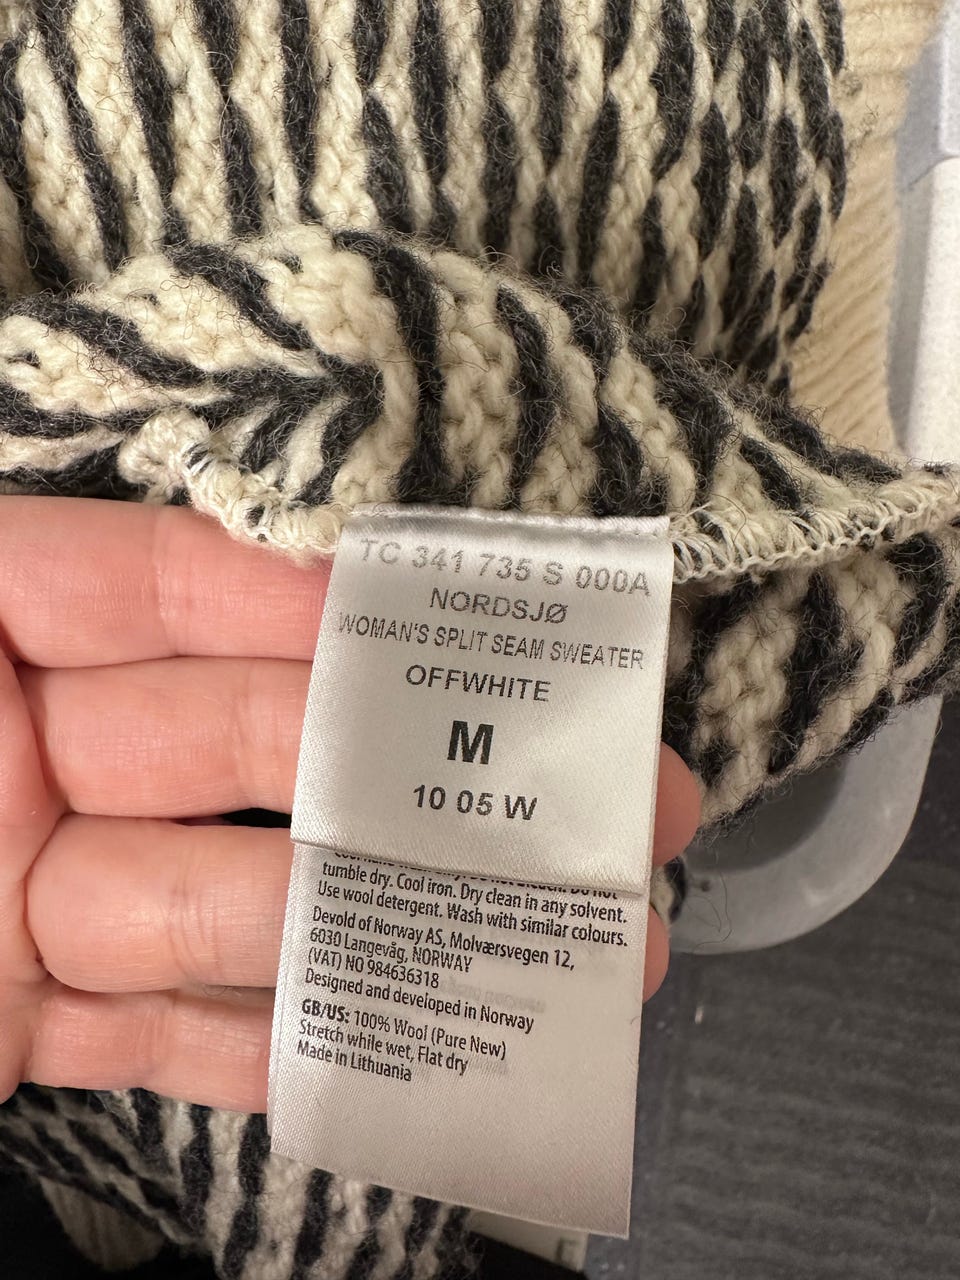 TC 341 735 S 000A
NORDSJØ
WOMAN'S SPLIT SEAM SWEATER
OFFWHITE
M
10 05 W
tumble dry. Cool iron. Dry clean in any solvent.
Use wool detergent. Wash with similar colours.
Devold of Norway AS, Molværsvegen 12,
6030 Langevåg, NORWAY
(VAT) NO 984636318
Designed and developed in Norway
GB/US: 100% Wool (Pure New)
Stretch while wet, Flat dry
Made in Lithuania